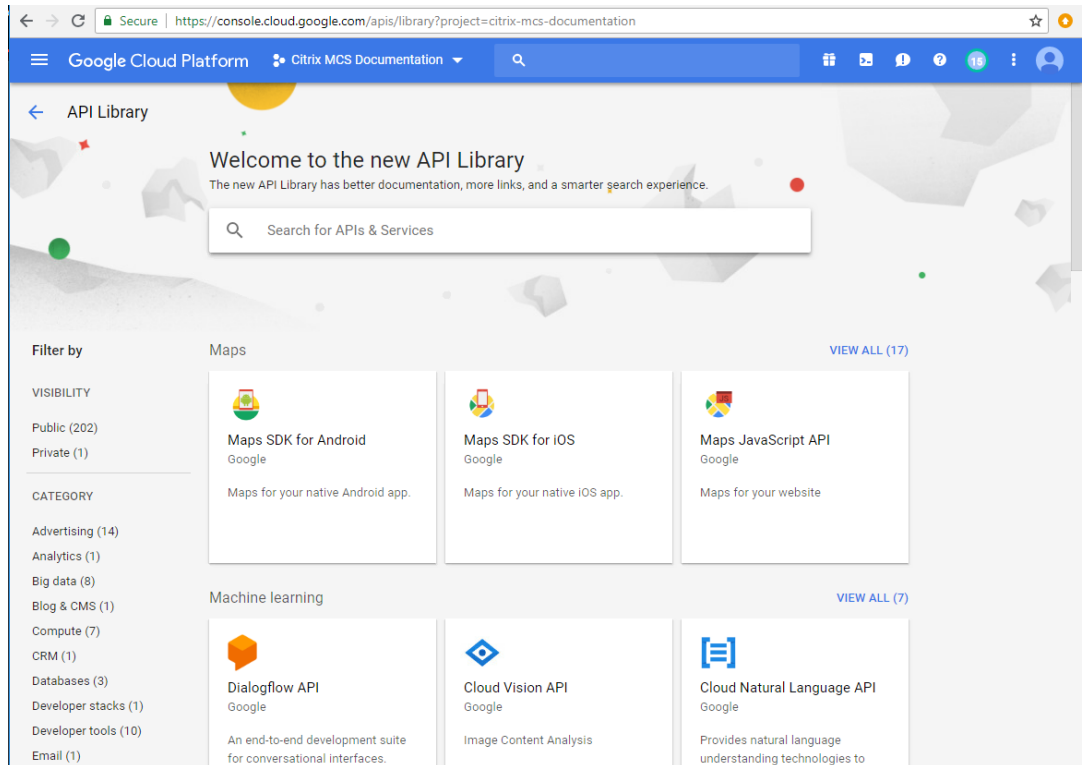 Secure | https://console.cloud.google.com/apis/library?project=citrix-mcs-documentation
Google Cloud Platform Citrix MCS Documentation 15
API Library
Welcome to the new API Library
The new API Library has better documentation, more links, and a smarter search experience.
Search for APIs & Services
Filter by
VISIBILITY
Public (202)
Private (1)
CATEGORY
Advertising (14)
Analytics (1)
Big data (8)
Blog & CMS (1)
Compute (7)
CRM (1)
Databases (3)
Developer stacks (1)
Developer tools (10)
Email (1)
Maps VIEW ALL (17)
Maps SDK for Android
Google
Maps for your native Android app.
Maps SDK for iOS
Google
Maps for your native iOS app.
JS
Maps JavaScript API
Google
Maps for your website
Machine learning VIEW ALL (7)
Dialogflow API
Google
An end-to-end development suite
for conversational interfaces.
Cloud Vision API
Google
Image Content Analysis
Cloud Natural Language API
Google
Provides natural language
understanding technologies to